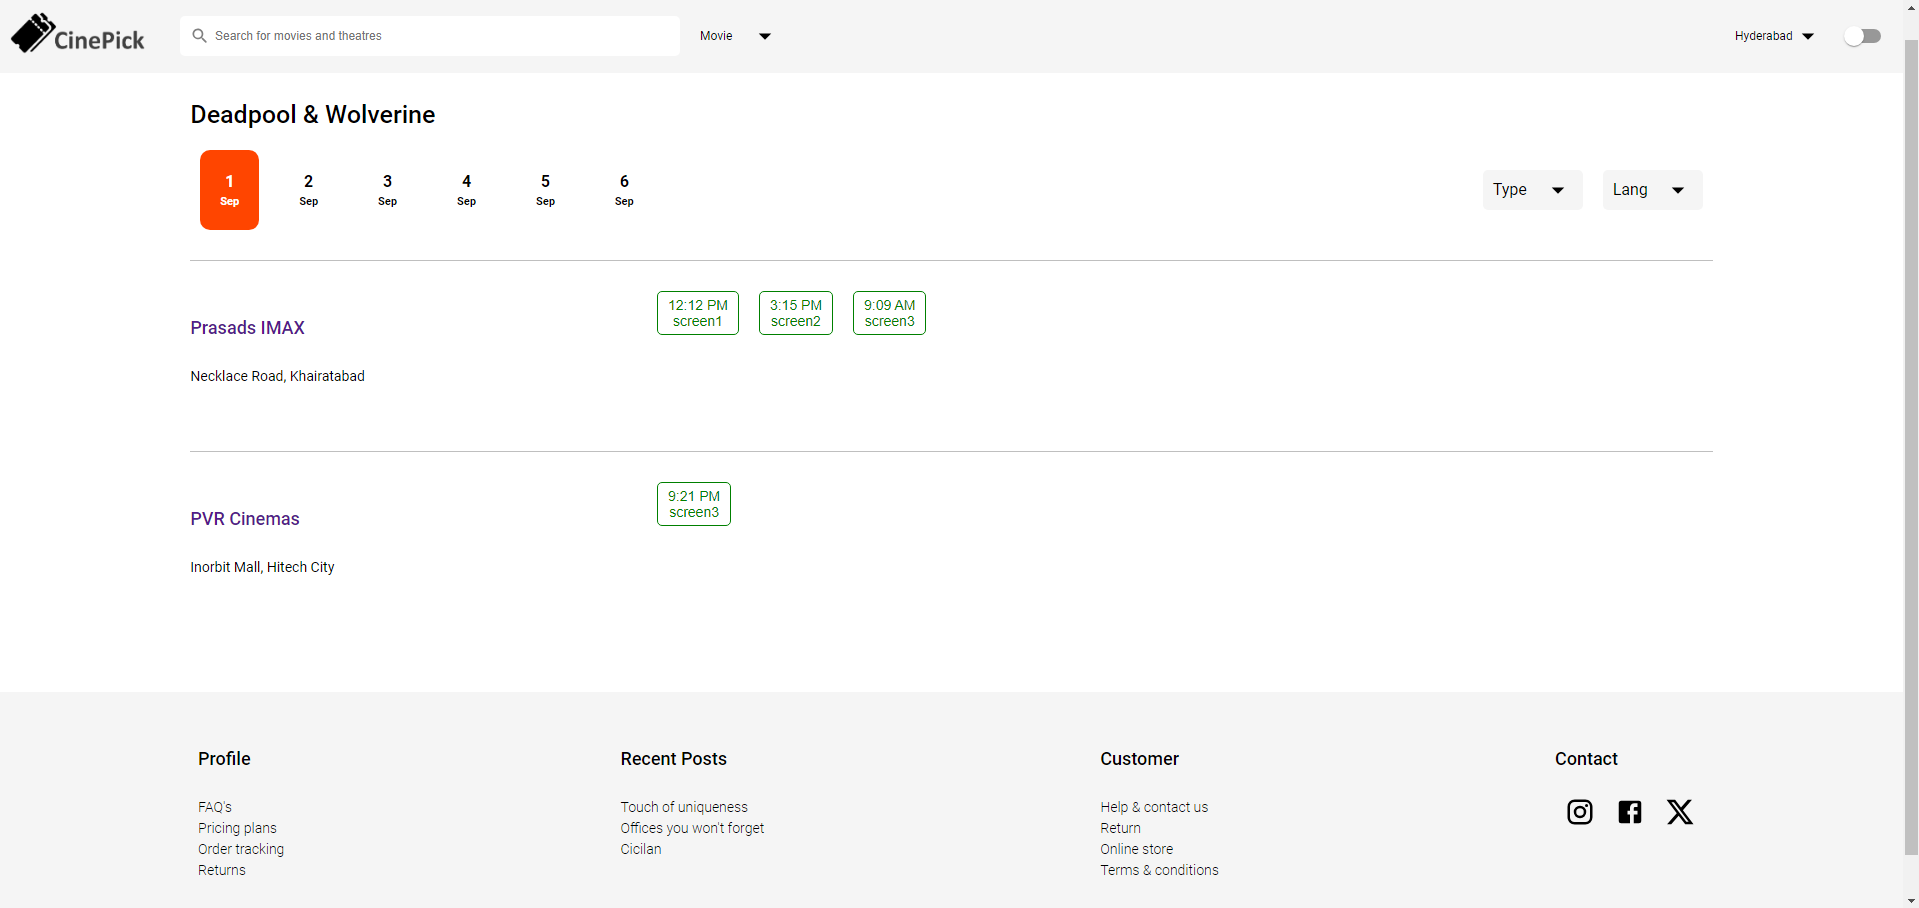 CinePick
Search for movies and theatres
Movie
Hyderabad
Deadpool & Wolverine
1
Sep
2
Sep
3
Sep
4
Sep
5
Sep
6
Sep
Type
Lang
Prasads IMAX
Necklace Road, Khairatabad
12:12 PM
screen1
3:15 PM
screen2
9:09 AM
screen3
PVR Cinemas
Inorbit Mall, Hitech City
9:21 PM
screen3
Profile
FAQ's
Pricing plans
Order tracking
Returns
Recent Posts
Touch of uniqueness
Offices you won't forget
Cicilan
Customer
Help & contact us
Return
Online store
Terms & conditions
Contact